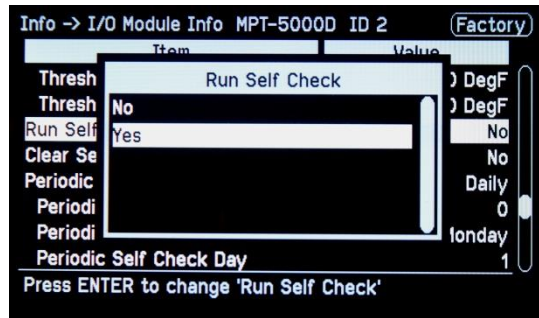 Info -> I/O Module Info MPT-5000D ID 2 Factory
Item Value
Thresh DegF
Run Self Check
Thresh No DegF
Run Self Yes No
Clear Se No
Periodic Daily
Periodi 0
Periodi Monday
Periodic Self Check Day 1
Press ENTER to change 'Run Self Check'